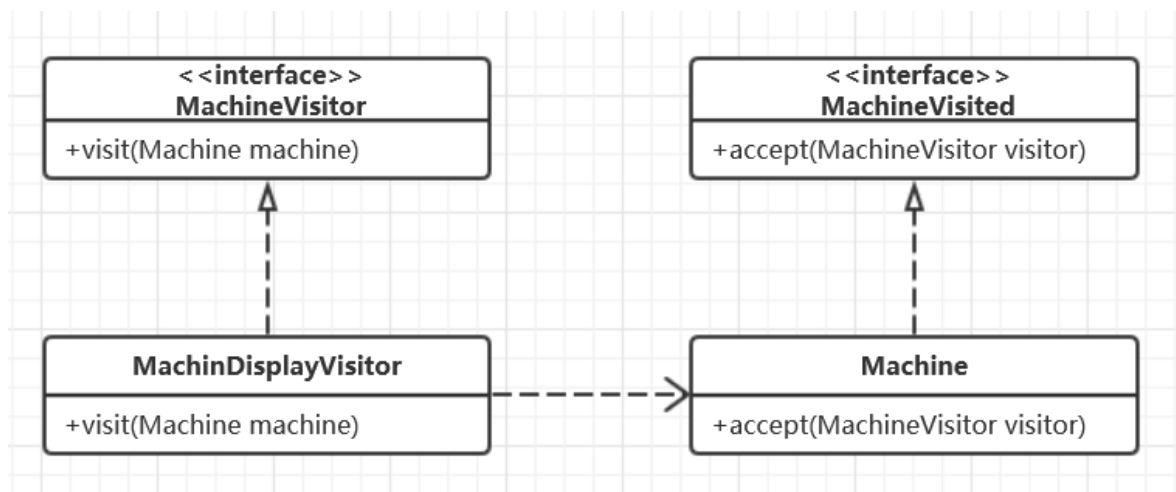 <<interface>>
MachineVisitor
+visit(Machine machine)
<<interface>>
MachineVisited
+accept(MachineVisitor visitor)
MachinDisplayVisitor
+visit(Machine machine)
Machine
+accept(MachineVisitor visitor)